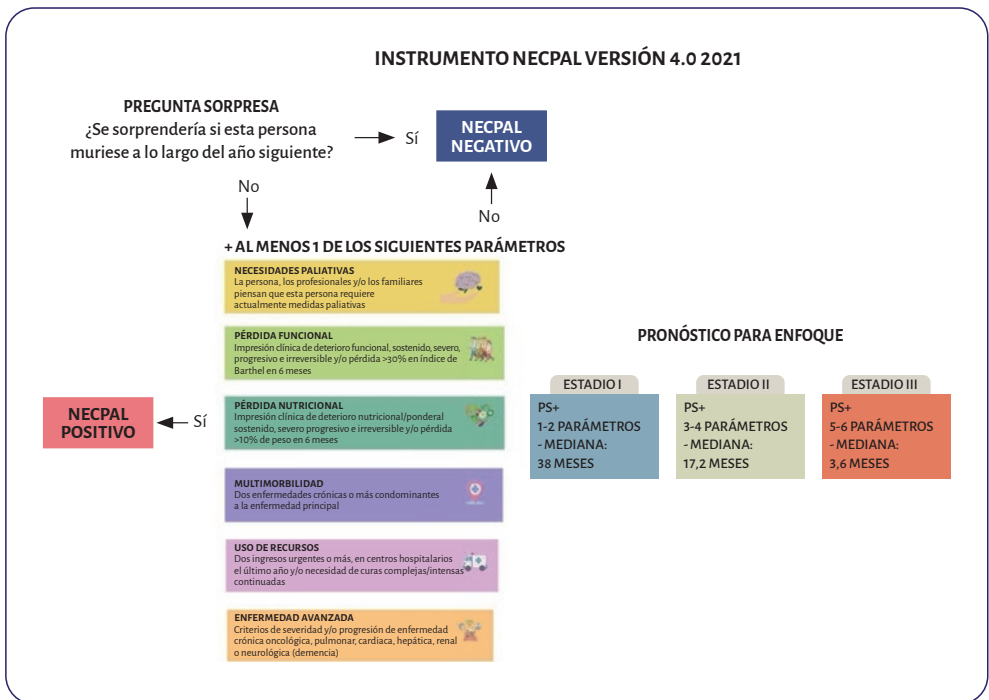 INSTRUMENTO NECPAL VERSIÓN 4.0 2021
PREGUNTA SORPRESA
¿Se sorprendería si esta persona
muriese a lo largo del año siguiente?
Sí
NECPAL
NEGATIVO
No
No
+ AL MENOS 1 DE LOS SIGUIENTES PARÁMETROS
NECESIDADES PALIATIVAS
La persona, los profesionales y/o los familiares
piensan que esta persona requiere
actualmente medidas paliativas
PÉRDIDA FUNCIONAL
Impresión clínica de deterioro funcional, sostenido, severo,
progresivo e irreversible y/o pérdida >30% en índice de
Barthel en 6 meses
PÉRDIDA NUTRICIONAL
Impresión clínica de deterioro nutricional/ponderal
sostenido, severo progresivo e irreversible y/o pérdida
>10% de peso en 6 meses
MULTIMORBILIDAD
Dos enfermedades crónicas o más condominantes
a la enfermedad principal
USO DE RECURSOS
Dos ingresos urgentes o más, en centros hospitalarios
el último año y/o necesidad de curas complejas/intensas
continuadas
ENFERMEDAD AVANZADA
Criterios de severidad y/o progresión de enfermedad
crónica oncológica, pulmonar, cardiaca, hepática, renal
o neurológica (demencia)
Sí
NECPAL
POSITIVO
PRONÓSTICO PARA ENFOQUE
ESTADIO I
PS+
1-2 PARÁMETROS
- MEDIANA:
38 MESES
ESTADIO II
PS+
3-4 PARÁMETROS
- MEDIANA:
17,2 MESES
ESTADIO III
PS+
5-6 PARÁMETROS
- MEDIANA:
3,6 MESES